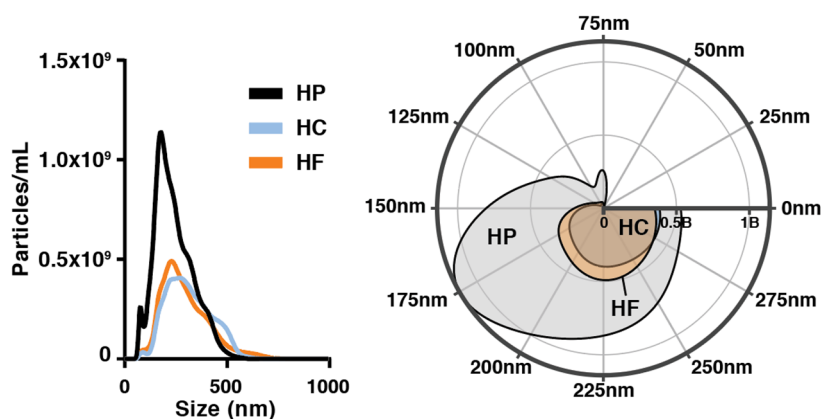 1.5x10⁹
1.0x10⁹
0.5x10⁹
0
Particles/mL
0 500 1000
Size (nm)
HP
HC
HF
75nm
100nm 50nm
125nm 25nm
150nm 0nm
0 0.5B 1B
HP HC
HF
175nm 275nm
200nm 250nm
225nm